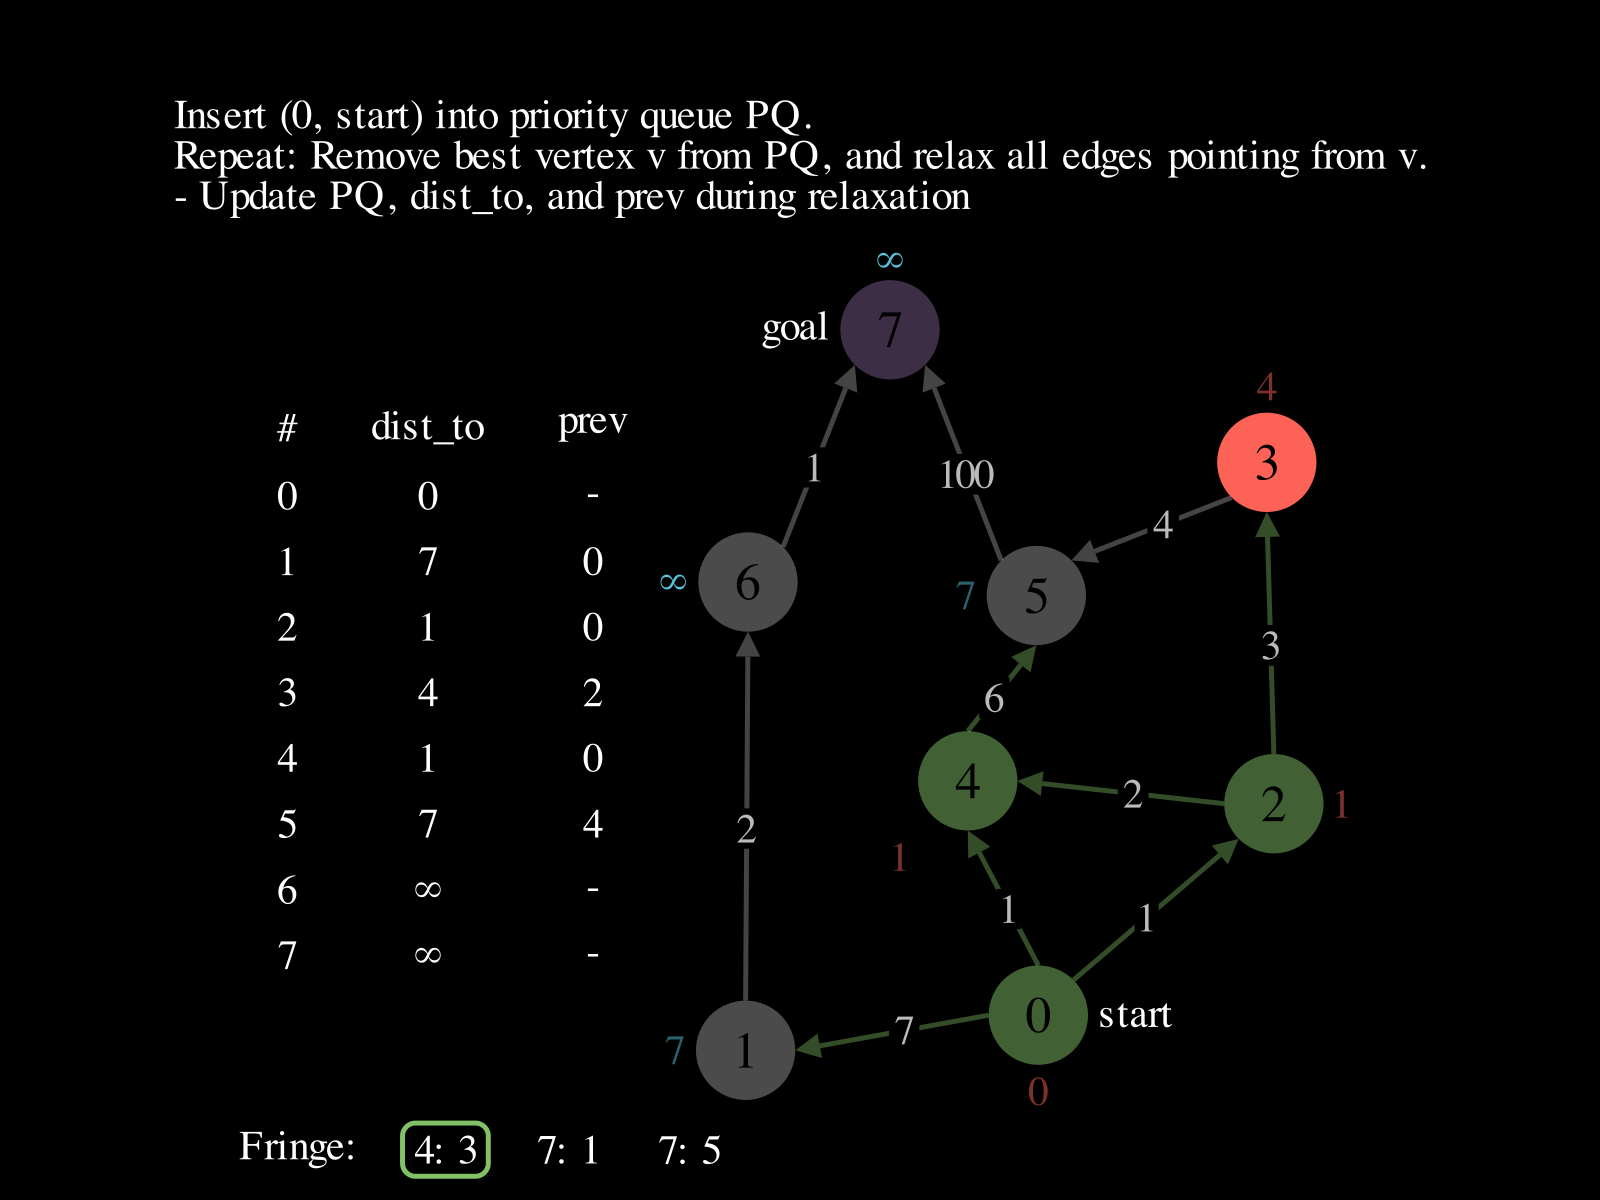 Insert (0, start) into priority queue PQ.
Repeat: Remove best vertex v from PQ, and relax all edges pointing from v.
- Update PQ, dist_to, and prev during relaxation
# dist_to prev
0 0 -
1 7 0
2 1 0
3 4 2
4 1 0
5 7 4
6 ∞ -
7 ∞ -
∞
goal 7
4
3
1
100
4
∞ 6
7 5
3
6
4
2
2 1
2
1
1
1
7 1
7
0 start
0
Fringe: 4: 3 7: 1 7: 5